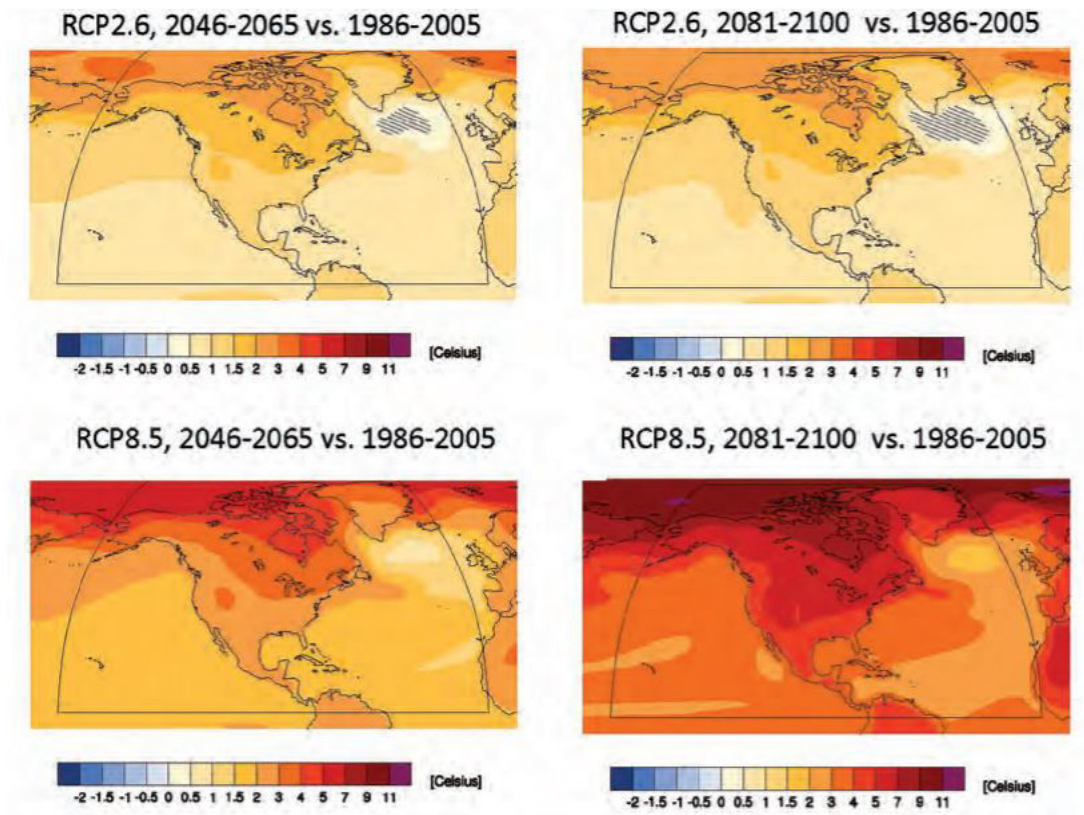 RCP2.6, 2046-2065 vs. 1986-2005
RCP2.6, 2081-2100 vs. 1986-2005
-2 -1.5 -1 -0.5 0 0.5 1 1.5 2 3 4 5 7 9 11 [Celsius]
-2 -1.5 -1 -0.5 0 0.5 1 1.5 2 3 4 5 7 9 11 [Celsius]
RCP8.5, 2046-2065 vs. 1986-2005
RCP8.5, 2081-2100 vs. 1986-2005
-2 -1.5 -1 -0.5 0 0.5 1 1.5 2 3 4 5 7 9 11 [Celsius]
-2 -1.5 -1 -0.5 0 0.5 1 1.5 2 3 4 5 7 9 11 [Celsius]